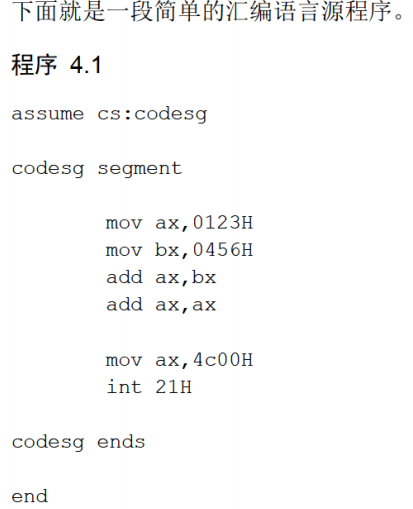 下面就是一段简单的汇编语言源程序。
程序 4.1
assume cs:codesg
codesg segment
mov ax,0123H
mov bx,0456H
add ax,bx
add ax,ax
mov ax,4c00H
int 21H
codesg ends
end